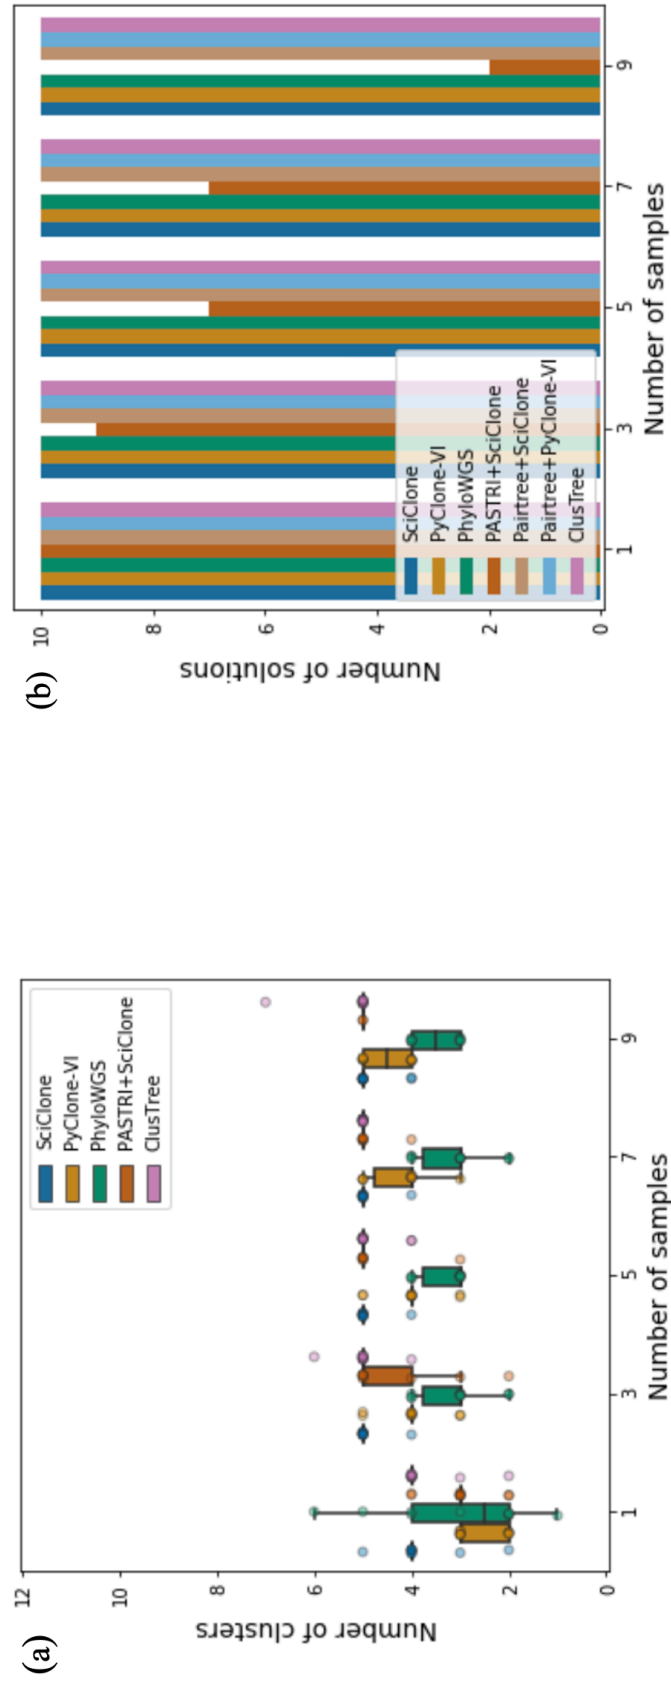 (a)
12
10
8
6
4
2
0
Number of clusters
1
3
5
7
9
Number of samples
SciClone
PyClone-VI
PhyloWGS
PASTRI+SciClone
ClusTree
(b)
10
8
6
4
2
0
Number of solutions
1
3
5
7
9
Number of samples
SciClone
PyClone-VI
PhyloWGS
PASTRI+SciClone
Pairtree+SciClone
Pairtree+PyClone-VI
ClusTree